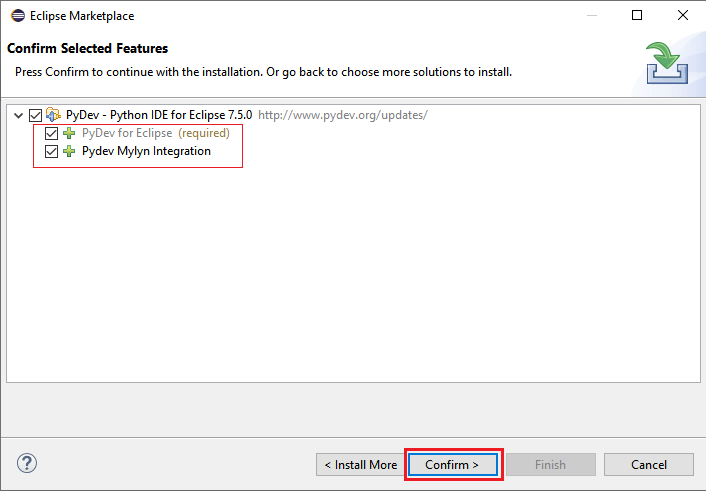 Eclipse Marketplace
Confirm Selected Features
Press Confirm to continue with the installation. Or go back to choose more solutions to install.
PyDev - Python IDE for Eclipse 7.5.0 http://www.pydev.org/updates/
PyDev for Eclipse (required)
Pydev Mylyn Integration
? < Install More Confirm > Finish Cancel